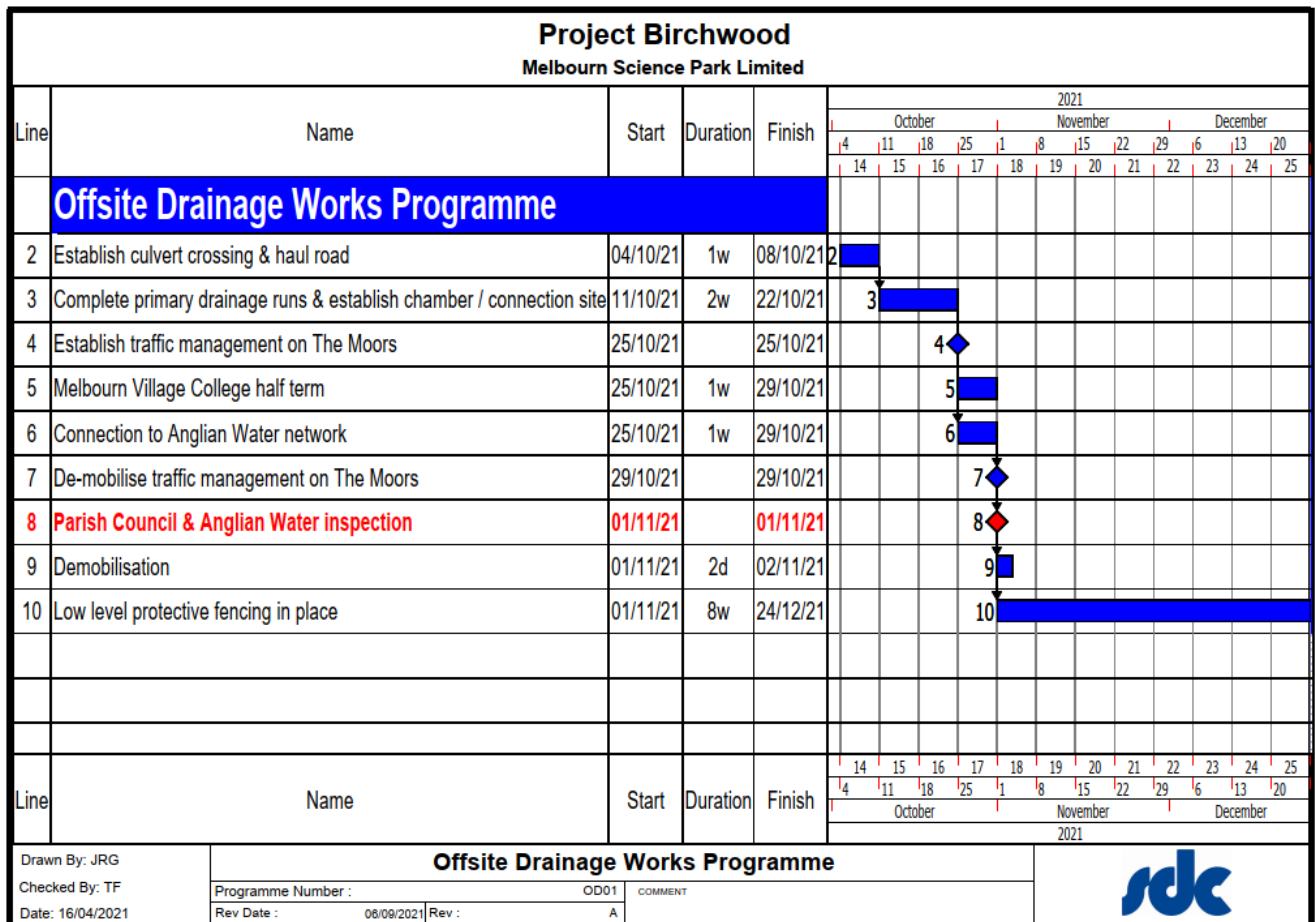 Project Birchwood
Melbourn Science Park Limited
Line Name Start Duration Finish
2021
October November December
4 11 18 25 1 8 15 22 29 6 13 20
14 15 16 17 18 19 20 21 22 23 24 25
Offsite Drainage Works Programme
2 Establish culvert crossing & haul road 04/10/21 1w 08/10/21 2
3 Complete primary drainage runs & establish chamber / connection site 11/10/21 2w 22/10/21 3
4 Establish traffic management on The Moors 25/10/21 25/10/21 4
5 Melbourn Village College half term 25/10/21 1w 29/10/21 5
6 Connection to Anglian Water network 25/10/21 1w 29/10/21 6
7 De-mobilise traffic management on The Moors 29/10/21 29/10/21 7
8 Parish Council & Anglian Water inspection 01/11/21 01/11/21 8
9 Demobilisation 01/11/21 2d 02/11/21 9
10 Low level protective fencing in place 01/11/21 8w 24/12/21 10
14 15 16 17 18 19 20 21 22 23 24 25
4 11 18 25 1 8 15 22 29 6 13 20
Line Name Start Duration Finish
October November December
2021
Drawn By: JRG
Checked By: TF
Date: 16/04/2021
Offsite Drainage Works Programme
Programme Number : OD01 COMMENT
Rev Date : 06/09/2021 Rev : A
sdc